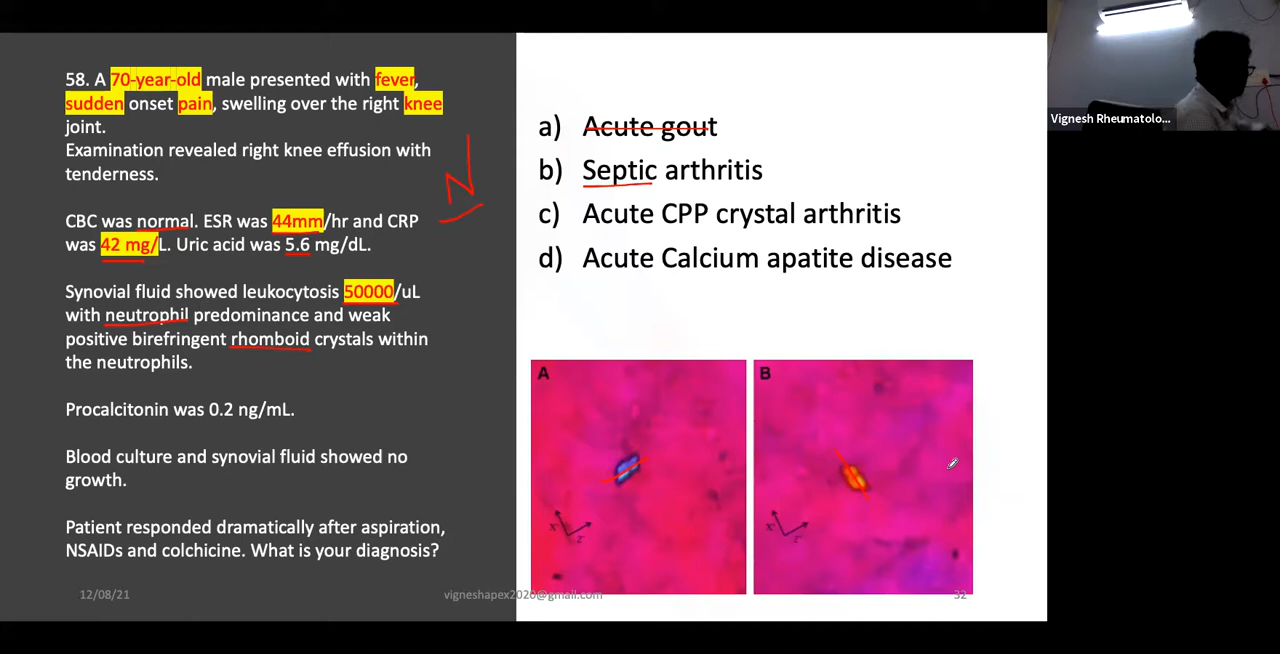 58. A 70-year-old male presented with fever,
sudden onset pain, swelling over the right knee
joint.
Examination revealed right knee effusion with
tenderness.
CBC was normal. ESR was 44mm/hr and CRP
was 42 mg/L. Uric acid was 5.6 mg/dL.
Synovial fluid showed leukocytosis 50000/uL
with neutrophil predominance and weak
positive birefringent rhomboid crystals within
the neutrophils.
Procalcitonin was 0.2 ng/mL.
Blood culture and synovial fluid showed no
growth.
Patient responded dramatically after aspiration,
NSAIDs and colchicine. What is your diagnosis?
N
a) Acute gout
b) Septic arthritis
c) Acute CPP crystal arthritis
d) Acute Calcium apatite disease
A
B
12/08/21
vigneshapex2020@gmail.com
32
Vignesh Rheumatolo...